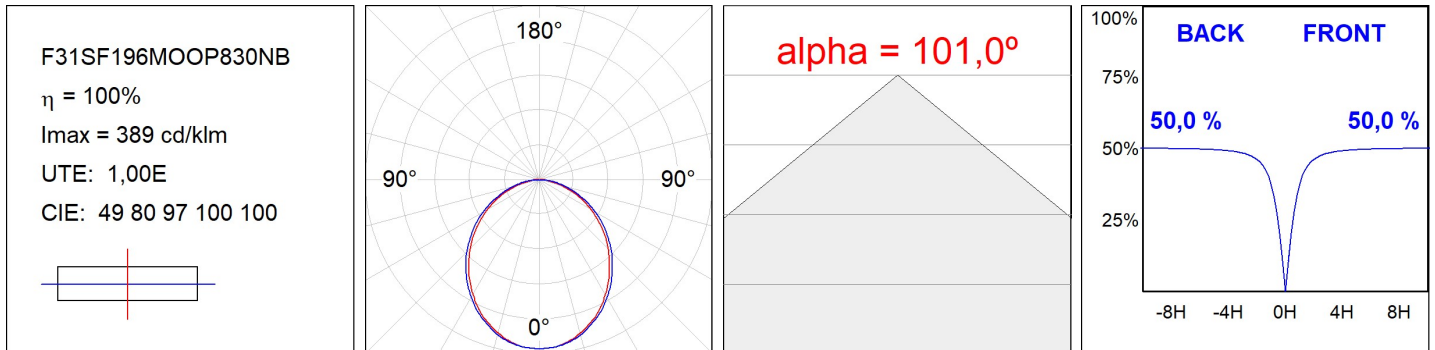 F31SF196MOOP830NB
η = 100%
Imax = 389 cd/klm
UTE: 1,00E
CIE: 49 80 97 100 100
180°
90° 90°
0°
alpha = 101,0º
100%
BACK FRONT
75%
50,0 % 50,0 %
50%
25%
-8H -4H 0H 4H 8H